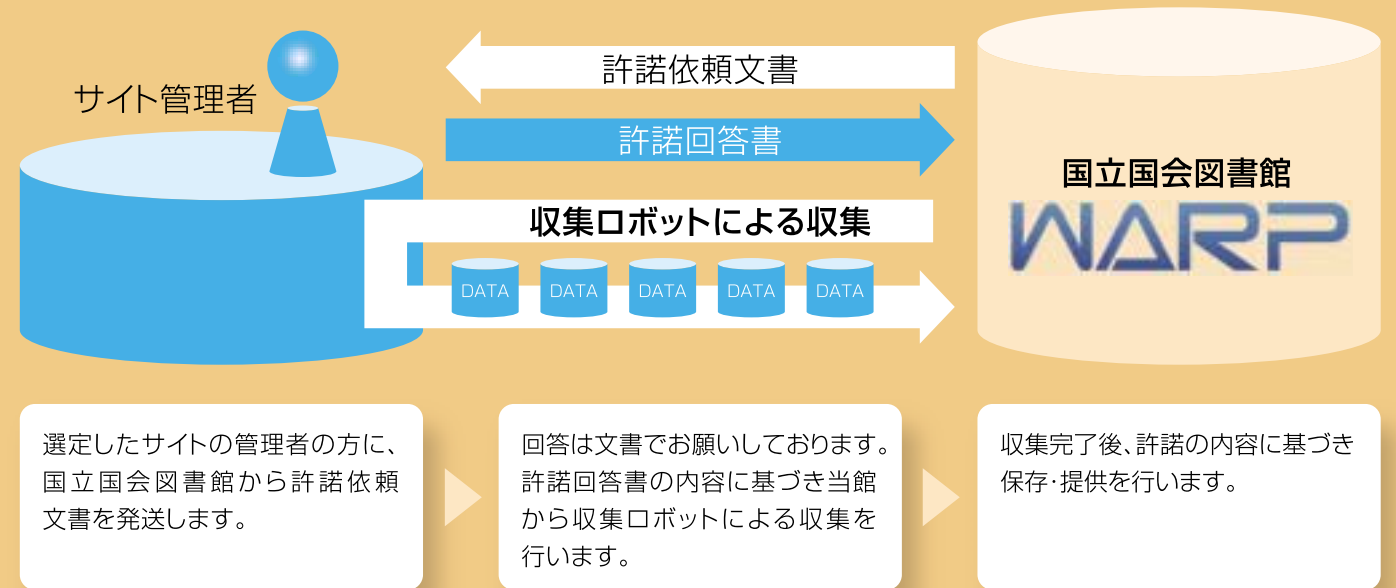 サイト管理者
許諾依頼文書
許諾回答書
収集ロボットによる収集
DATA DATA DATA DATA DATA
国立国会図書館
WARP
選定したサイトの管理者の方に、
国立国会図書館から許諾依頼
文書を発送します。
回答は文書でお願いしております。
許諾回答書の内容に基づき当館
から収集ロボットによる収集を
行います。
収集完了後、許諾の内容に基づき
保存・提供を行います。